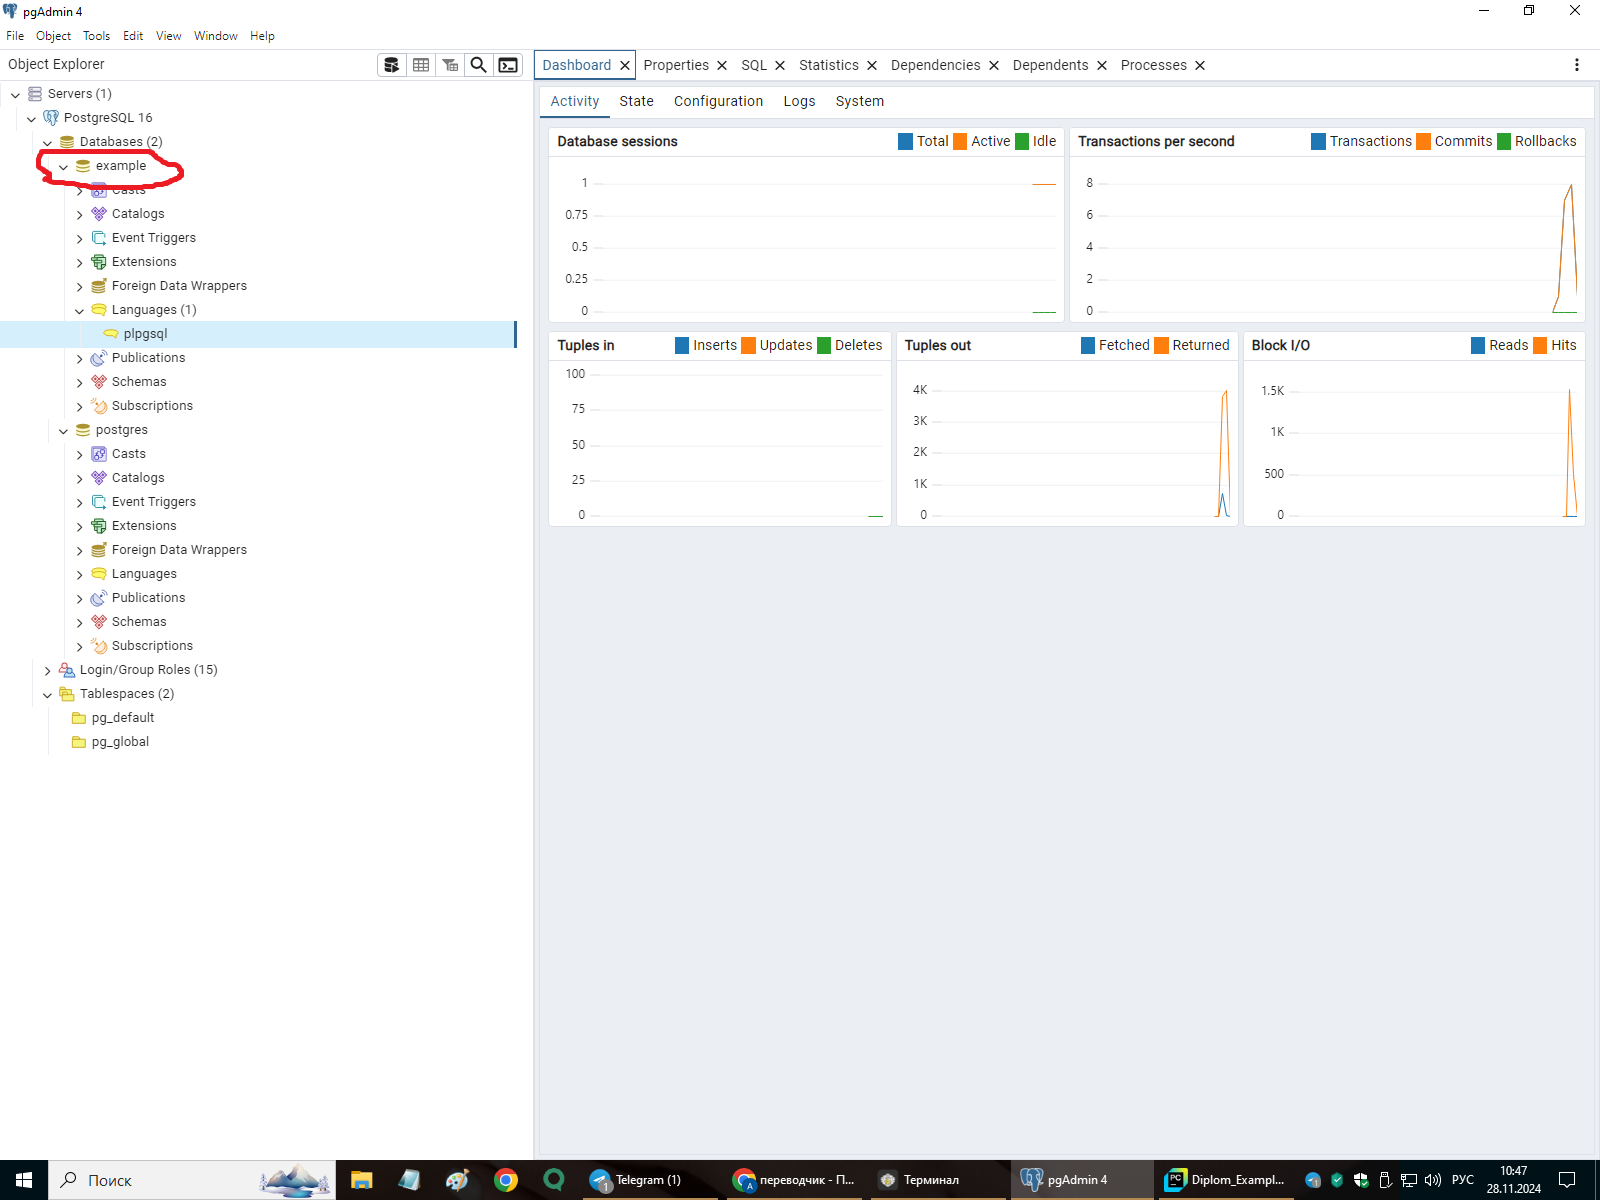 pgAdmin 4
File Object Tools Edit View Window Help
Object Explorer
Dashboard Properties SQL Statistics Dependencies Dependents Processes
Servers (1)
PostgreSQL 16
Databases (2)
example
Casts
Catalogs
Event Triggers
Extensions
Foreign Data Wrappers
Languages (1)
plpgsql
Publications
Schemas
Subscriptions
postgres
Casts
Catalogs
Event Triggers
Extensions
Foreign Data Wrappers
Languages
Publications
Schemas
Subscriptions
Login/Group Roles (15)
Tablespaces (2)
pg_default
pg_global
Activity State Configuration Logs System
Database sessions Total Active Idle
1
0.75
0.5
0.25
0
Transactions per second Transactions Commits Rollbacks
8
6
4
2
0
Tuples in Inserts Updates Deletes
100
75
50
25
0
Tuples out Fetched Returned
4K
3K
2K
1K
0
Block I/O Reads Hits
1.5K
1K
500
0
Поиск
Telegram (1)
переводчик - П...
Терминал
pgAdmin 4
PC
Diplom_Exampl...
РУС
10:47
28.11.2024